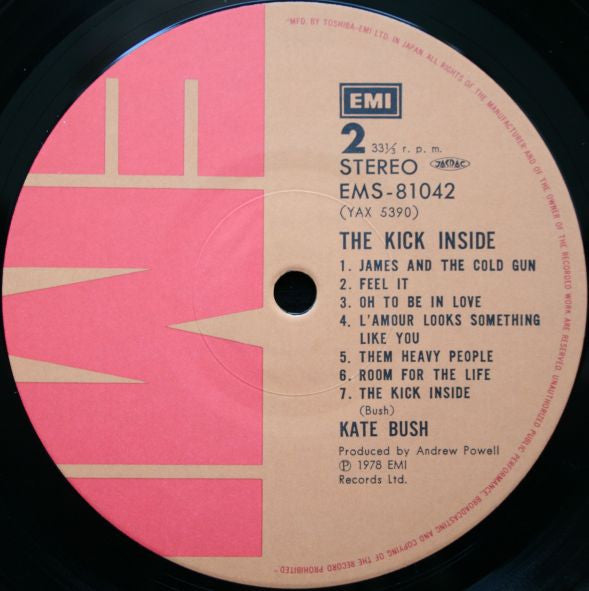 "MFG. BY TOSHIBA-EMI LTD. IN JAPAN ALL RIGHTS OF THE MANUFACTURER AND OF THE OWNER OF THE RECORDED WORK ARE RESERVED UNAUTHORIZED PUBLIC PERFORMANCE BROADCASTING AND COPYING OF THE RECORD PROHIBITED"
EMI
EMI
2 33⅓ r. p. m.
STEREO JASRAC
EMS-81042
(YAX 5390)
THE KICK INSIDE
1. JAMES AND THE COLD GUN
2. FEEL IT
3. OH TO BE IN LOVE
4. L'AMOUR LOOKS SOMETHING
LIKE YOU
5. THEM HEAVY PEOPLE
6. ROOM FOR THE LIFE
7. THE KICK INSIDE
(Bush)
KATE BUSH
Produced by Andrew Powell
℗ 1978 EMI
Records Ltd.